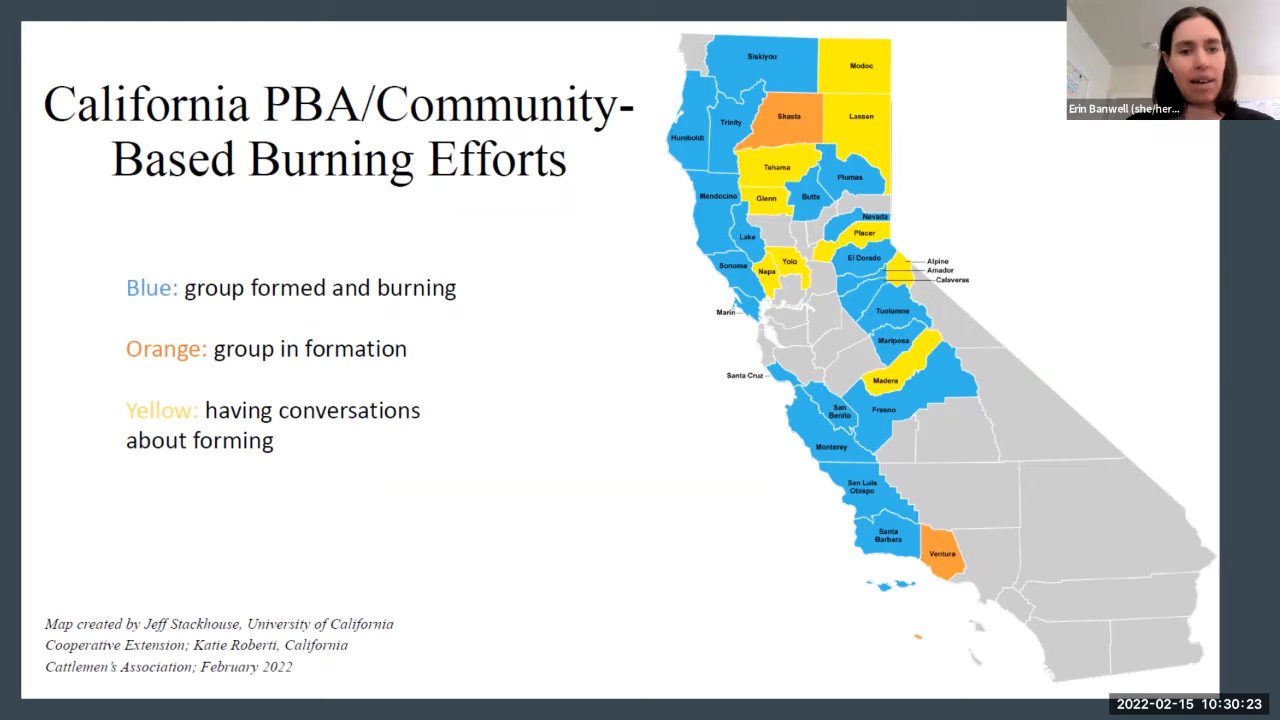 California PBA/Community-
Based Burning Efforts
Blue: group formed and burning
Orange: group in formation
Yellow: having conversations
about forming
Map created by Jeff Stackhouse, University of California
Cooperative Extension; Katie Roberti, California
Cattlemen's Association; February 2022
Siskiyou
Modoc
Humboldt
Trinity
Shasta
Lassen
Tehama
Plumas
Mendocino
Glenn
Butte
Nevada
Lake
Placer
Sonoma
Napa
Yolo
El Dorado
Alpine
Amador
Calaveras
Marin
Tuolumne
Mariposa
Santa Cruz
Madera
San
Benito
Fresno
Monterey
San Luis
Obispo
Santa
Barbara
Ventura
Erin Banwell (she/her...
2022-02-15 10:30:23